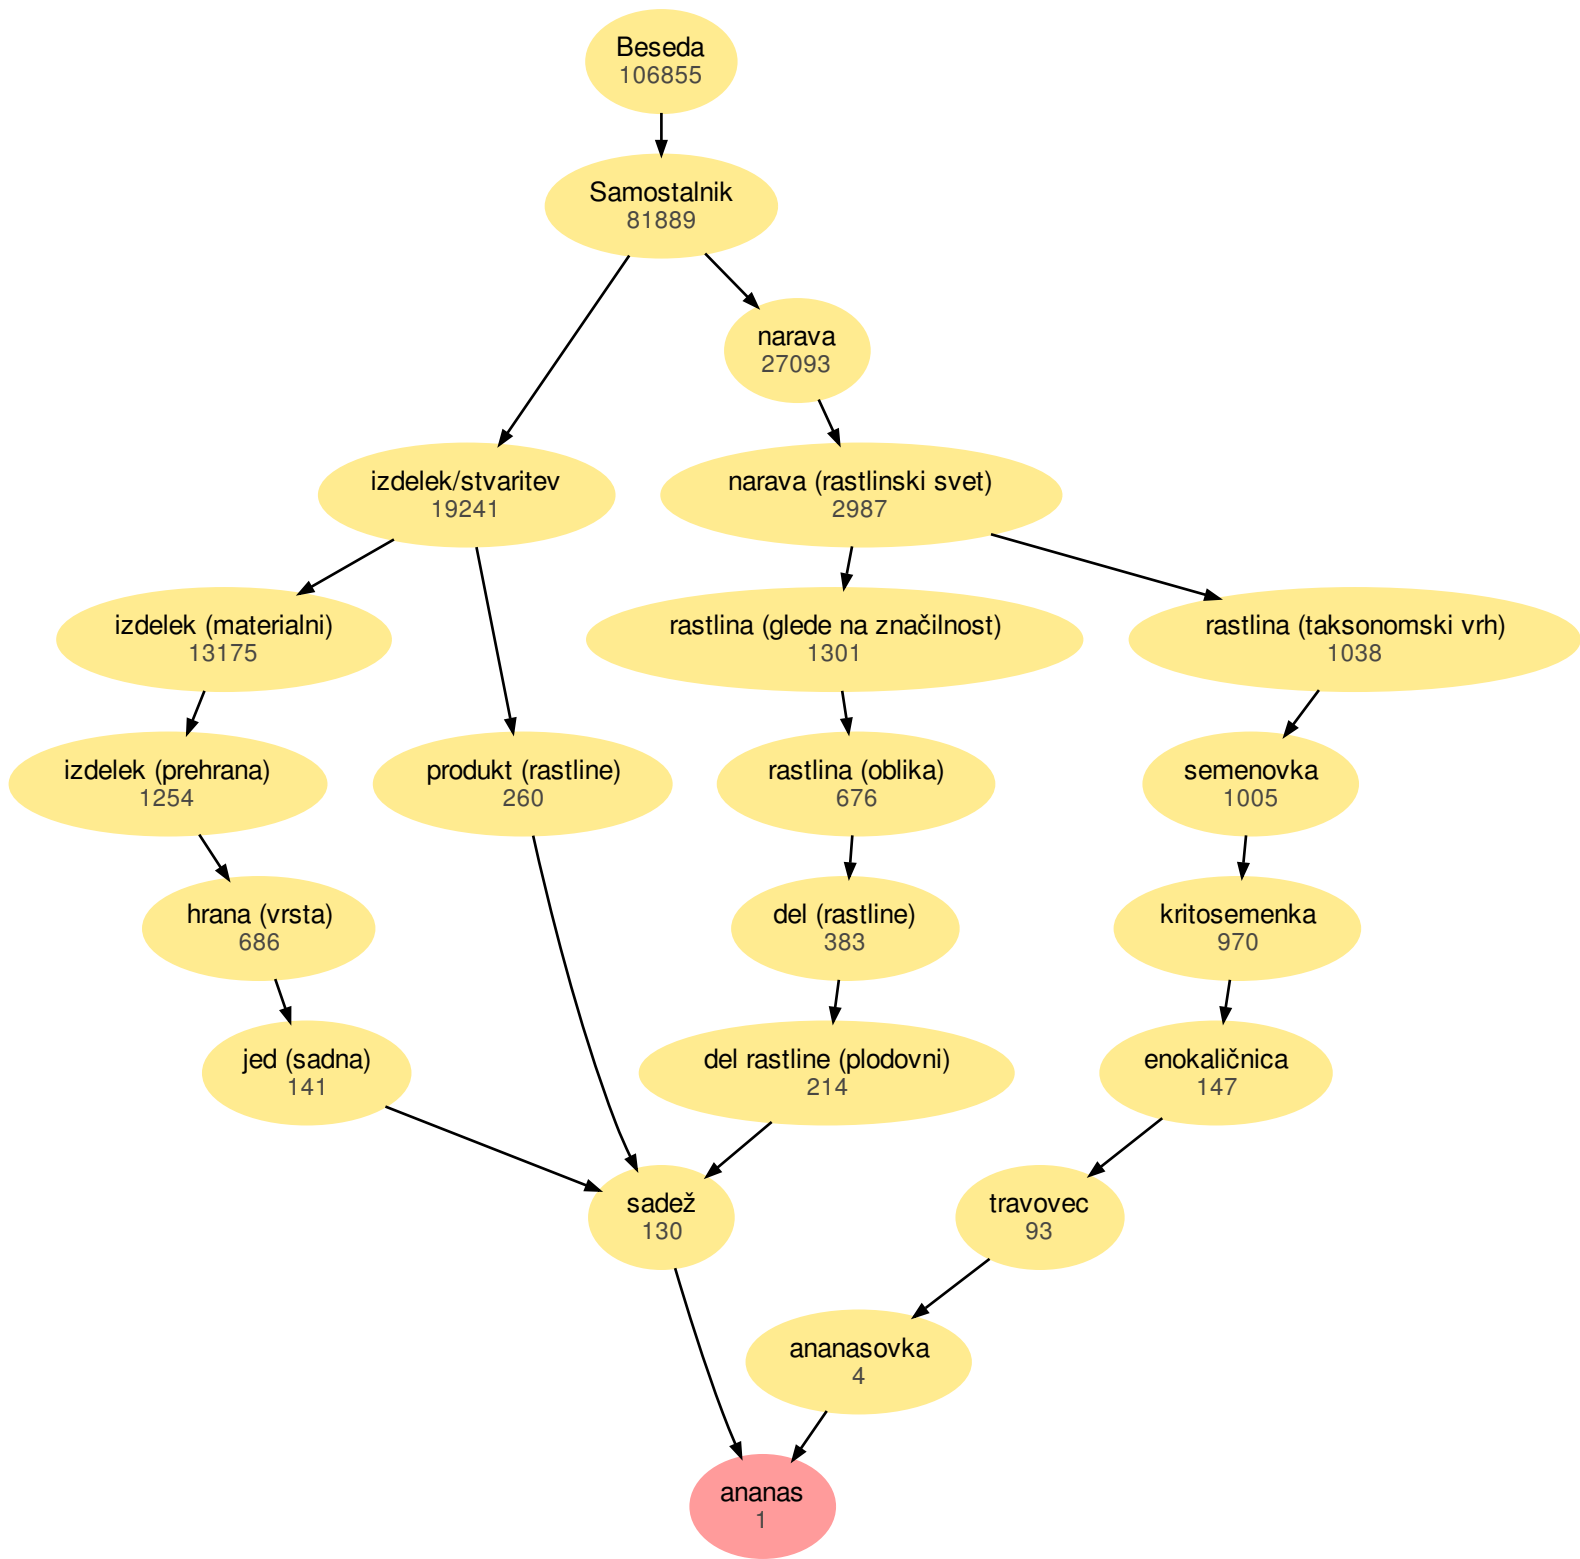 Beseda
106855
Samostalnik
81889
narava
27093
izdelek/stvaritev
19241
narava (rastlinski svet)
2987
izdelek (materialni)
13175
rastlina (glede na značilnost)
1301
rastlina (taksonomski vrh)
1038
izdelek (prehrana)
1254
produkt (rastline)
260
rastlina (oblika)
676
semenovka
1005
hrana (vrsta)
686
del (rastline)
383
kritosemenka
970
jed (sadna)
141
del rastline (plodovni)
214
enokaličnica
147
sadež
130
travovec
93
ananasovka
4
ananas
1